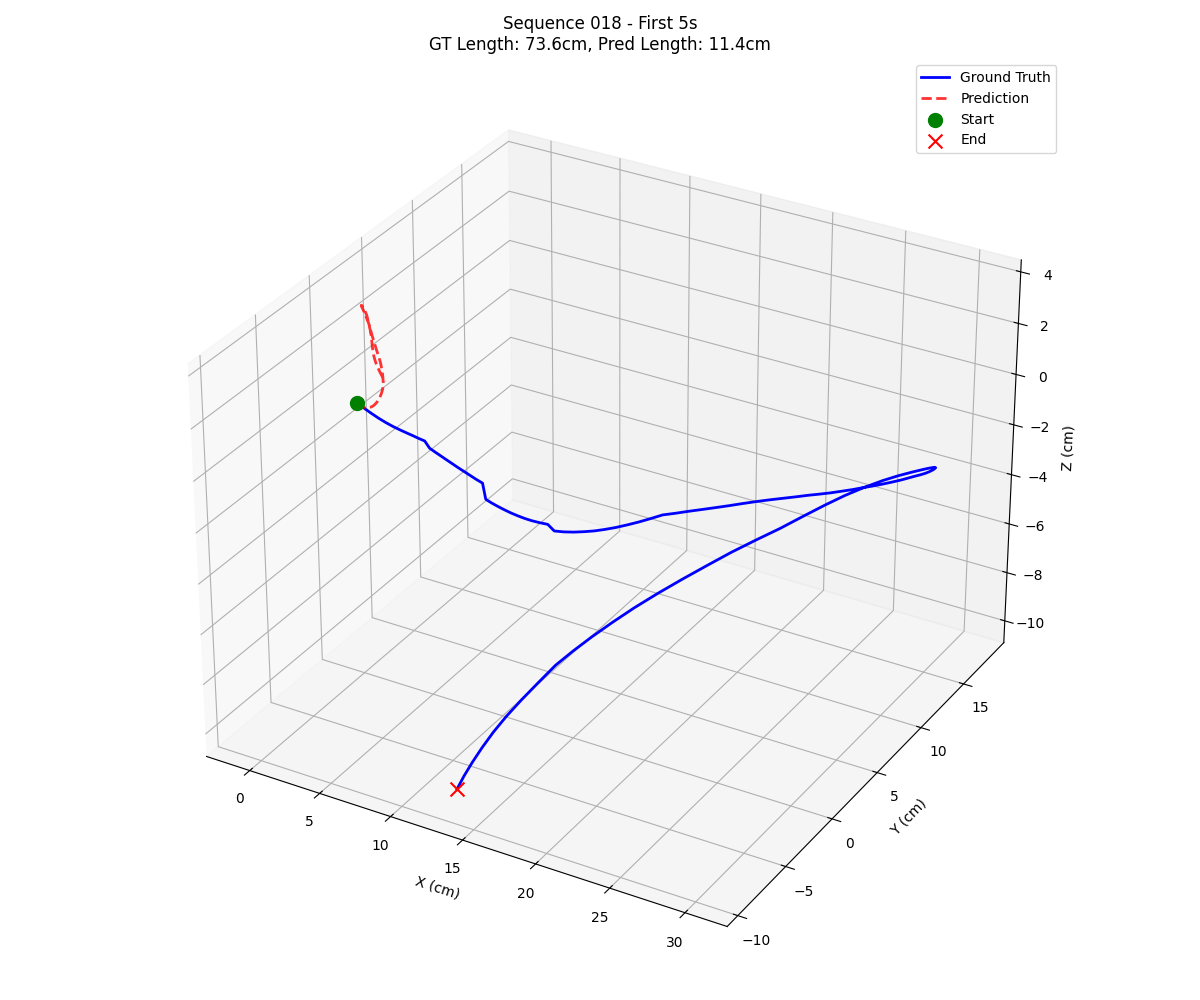 Sequence 018 - First 5s
GT Length: 73.6cm, Pred Length: 11.4cm
Ground Truth
Prediction
Start
End
4
2
0
−2
−4
−6
−8
−10
Z (cm)
15
10
5
0
−5
−10
Y (cm)
0
5
10
15
20
25
30
X (cm)